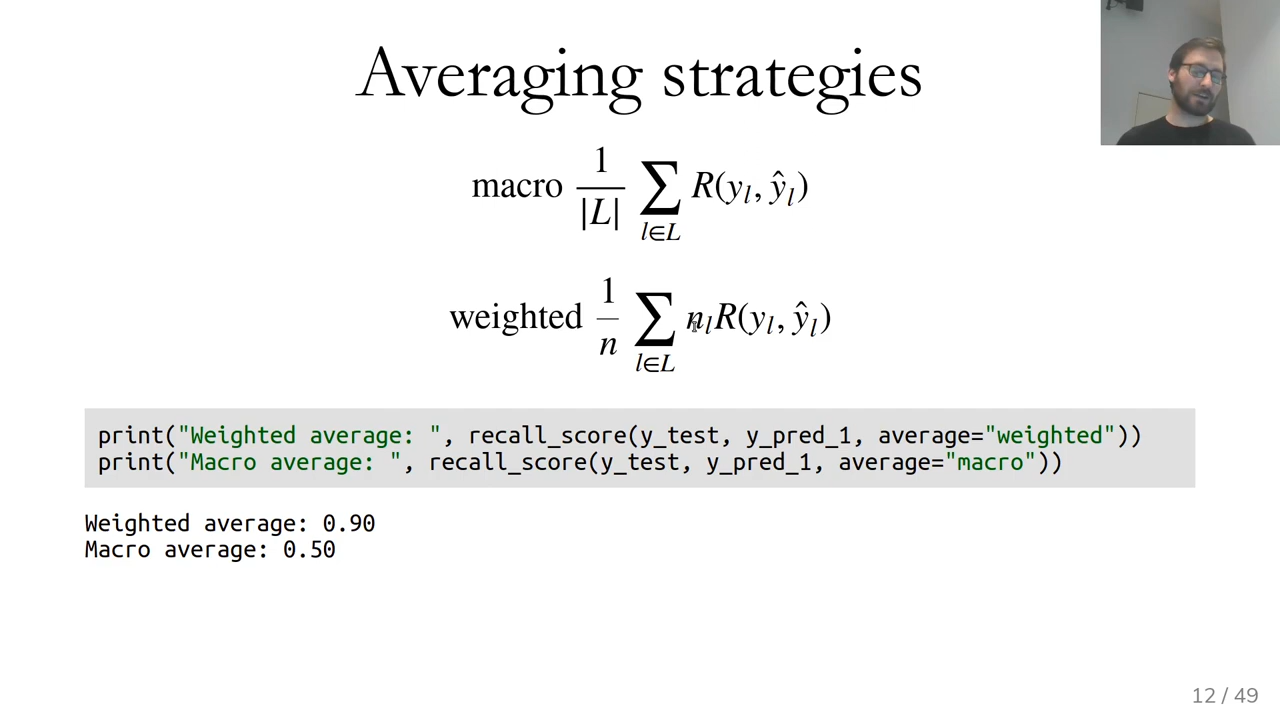 Averaging strategies
macro 1/|L| ∑_{l∈L} R(y_l, ŷ_l)
weighted 1/n ∑_{l∈L} n_l R(y_l, ŷ_l)
print("Weighted average: ", recall_score(y_test, y_pred_1, average="weighted"))
print("Macro average: ", recall_score(y_test, y_pred_1, average="macro"))
Weighted average: 0.90
Macro average: 0.50
12 / 49